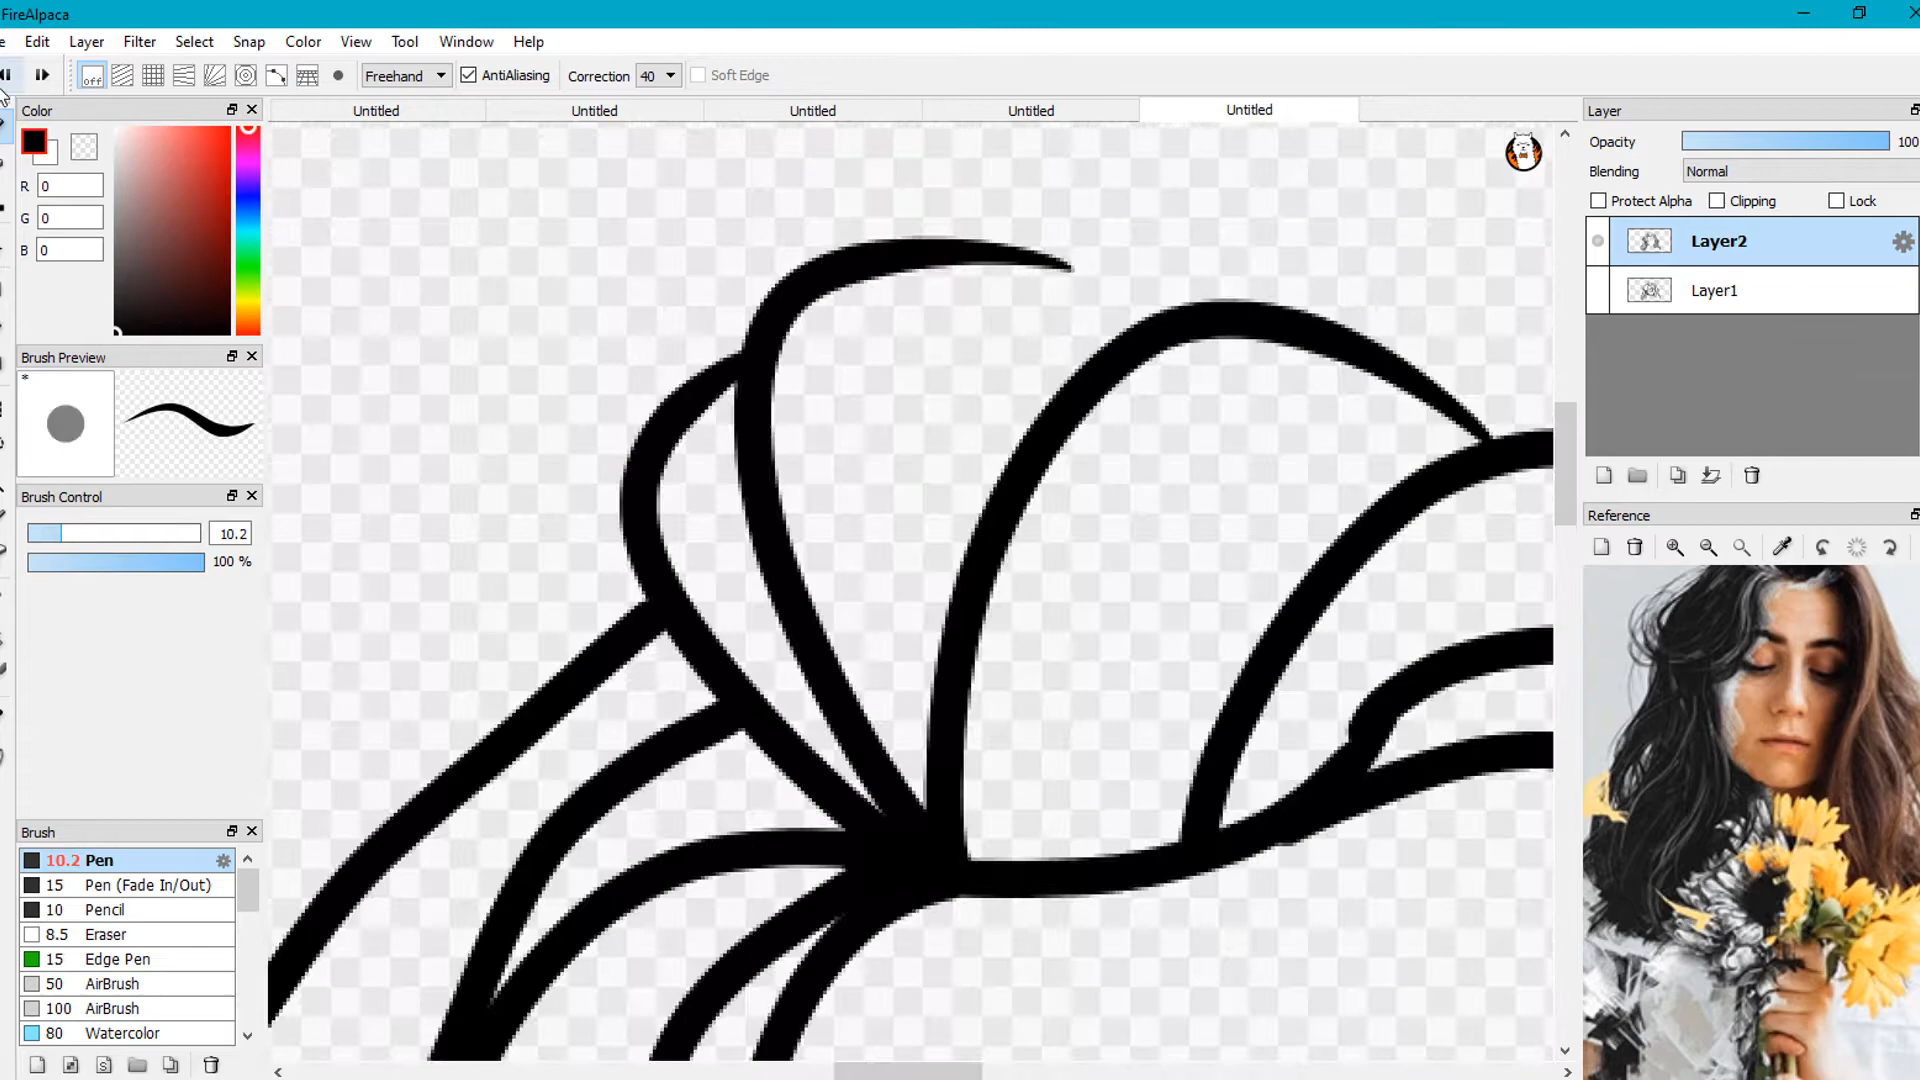 FireAlpaca
e Edit Layer Filter Select Snap Color View Tool Window Help
off Freehand AntiAliasing Correction 40 Soft Edge
Color
Untitled Untitled Untitled Untitled Untitled
Layer
R 0
G 0
B 0
Opacity 100
Blending Normal
Protect Alpha Clipping Lock
Layer2
Layer1
Brush Preview
*
Brush Control
10.2
100 %
Reference
Brush
10.2 Pen
15 Pen (Fade In/Out)
10 Pencil
8.5 Eraser
15 Edge Pen
50 AirBrush
100 AirBrush
80 Watercolor